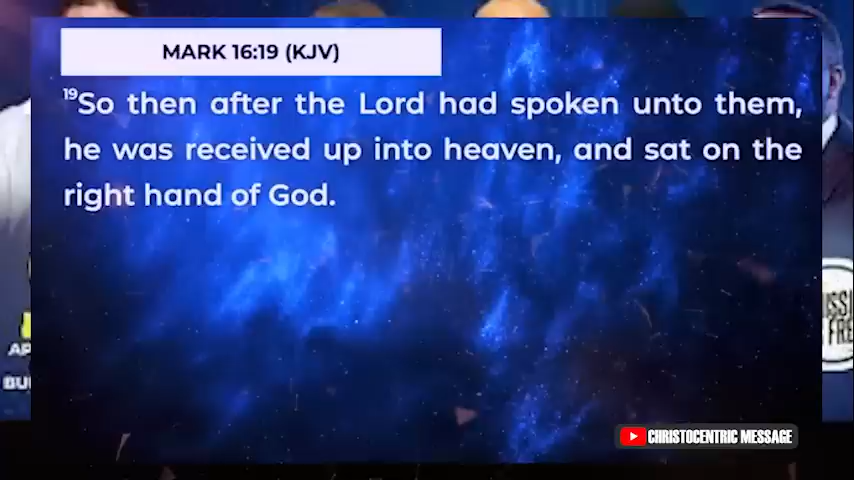 MARK 16:19 (KJV)
19So then after the Lord had spoken unto them,
he was received up into heaven, and sat on the
right hand of God.
CHRISTOCENTRIC MESSAGE